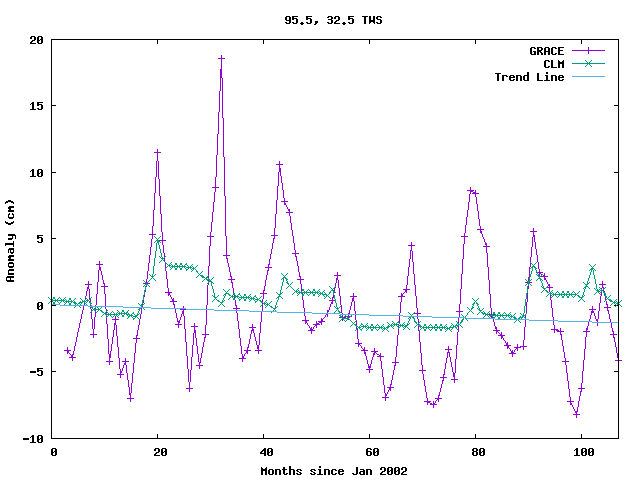 95.5, 32.5 TWS
GRACE
CLM
Trend Line
20
15
10
5
0
-5
-10
Anomaly (cm)
0 20 40 60 80 100
Months since Jan 2002